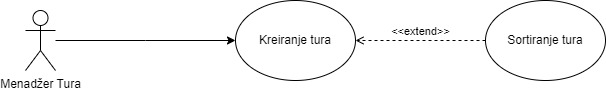 Menadžer Tura
Kreiranje tura
<<extend>>
Sortiranje tura